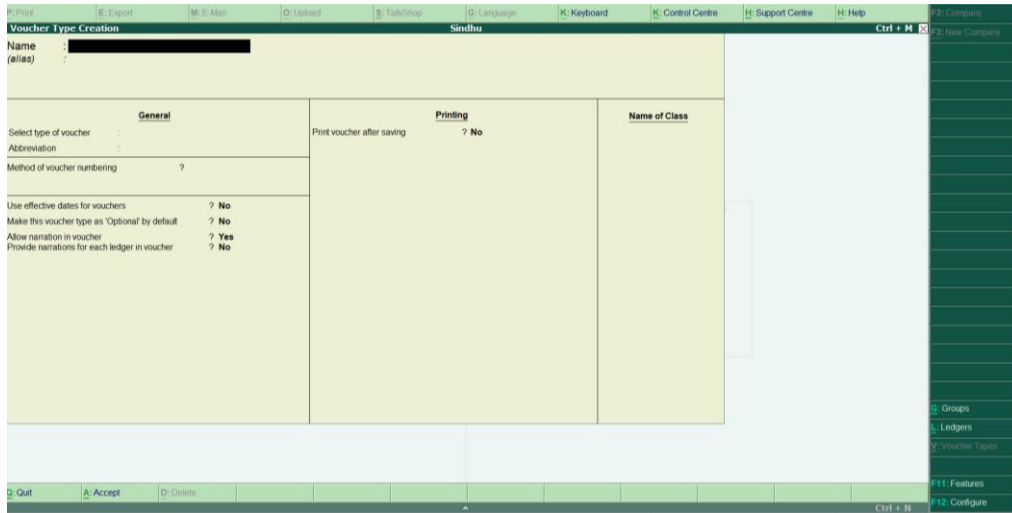 P: Print E: Export M: E-Mail O: Upload S: TallyShop G: Language K: Keyboard K: Control Centre H: Support Centre H: Help F3: Company
Voucher Type Creation Sindhu Ctrl + M F3: New Company
Name :
(alias) :
General Printing Name of Class
Select type of voucher : Print voucher after saving ? No
Abbreviation :
Method of voucher numbering ?
Use effective dates for vouchers ? No
Make this voucher type as 'Optional' by default ? No
Allow narration in voucher ? Yes
Provide narrations for each ledger in voucher ? No
G: Groups
L: Ledgers
V: Voucher Types
F11: Features
Q: Quit A: Accept D: Delete
F12: Configure
Ctrl + N